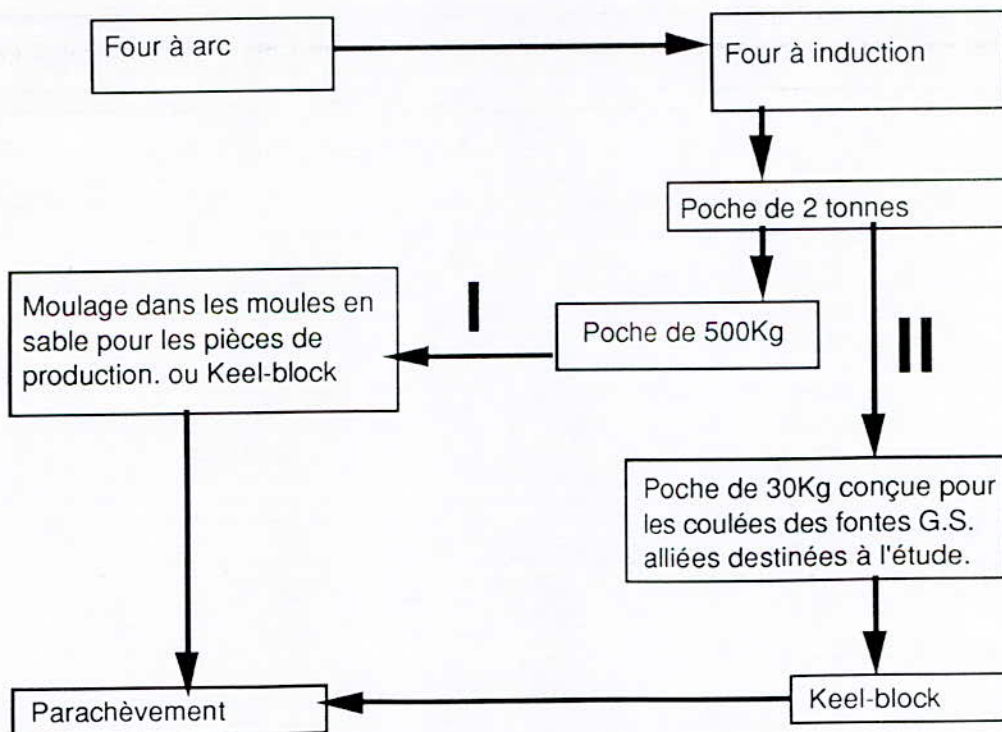 Four à arc
Four à induction
Poche de 2 tonnes
Moulage dans les moules en
sable pour les pièces de
production. ou Keel-block
I
Poche de 500Kg
II
Poche de 30Kg conçue pour
les coulées des fontes G.S.
alliées destinées à l'étude.
Parachèvement
Keel-block